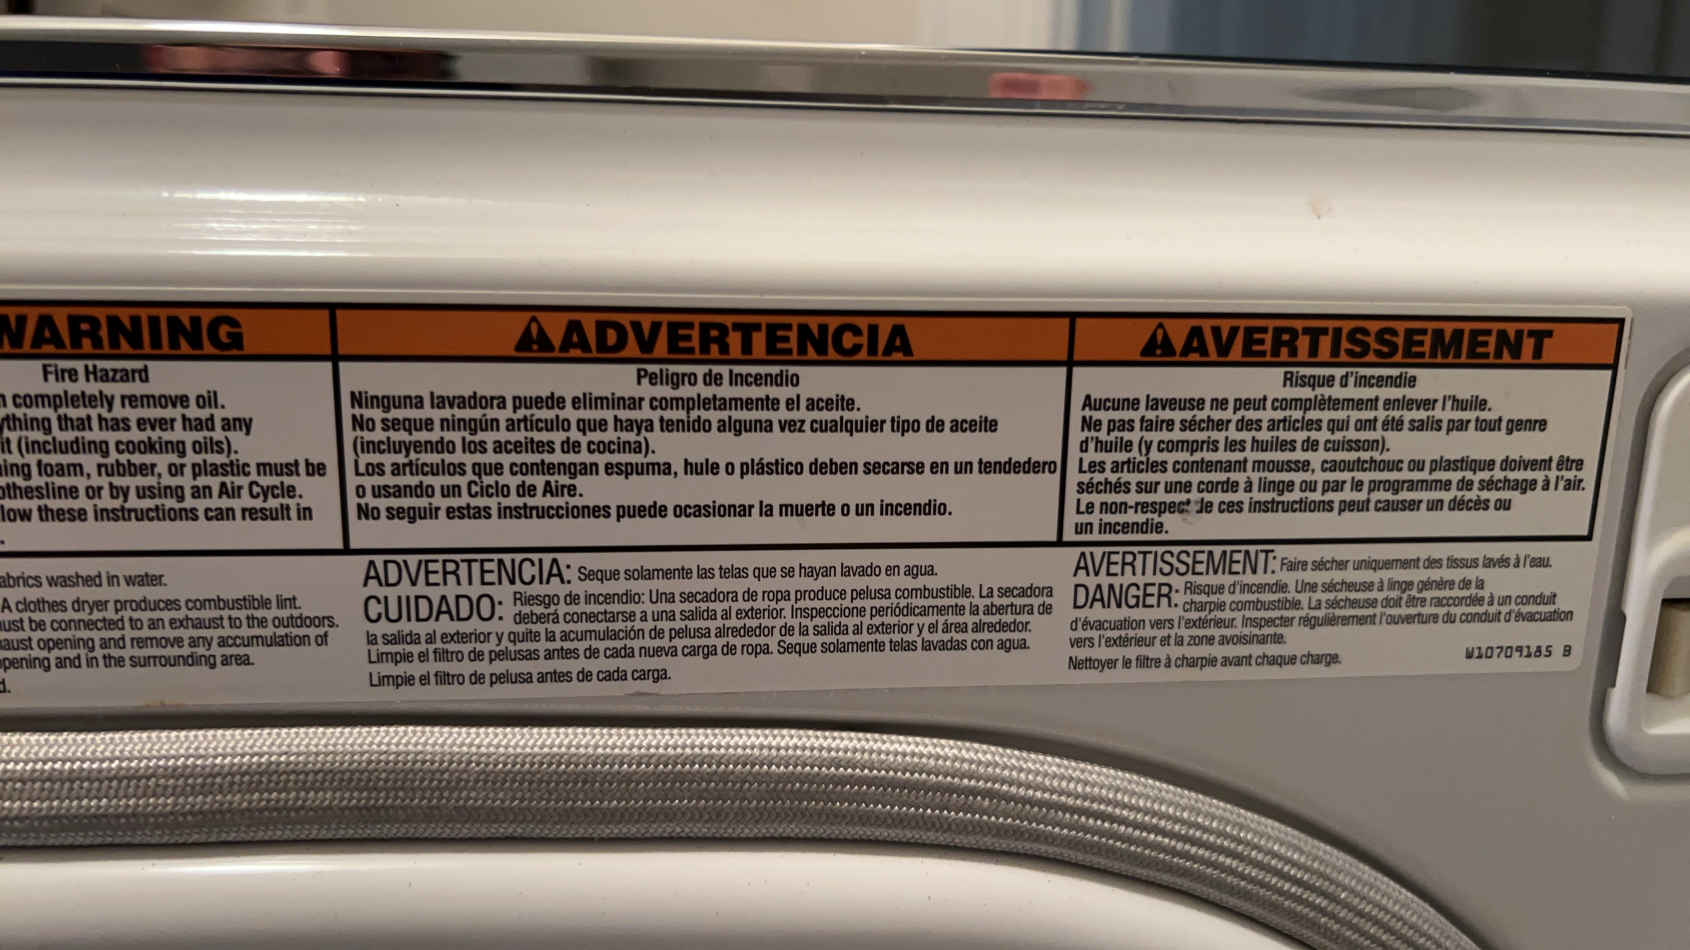 WARNING
Fire Hazard
completely remove oil.
that has ever had any
it (including cooking oils).
foam, rubber, or plastic must be
or by using an Air Cycle.
these instructions can result in
ADVERTENCIA
Peligro de Incendio
Ninguna lavadora puede eliminar completamente el aceite.
No seque ningún artículo que haya tenido alguna vez cualquier tipo de aceite
(incluyendo los aceites de cocina).
Los artículos que contengan espuma, hule o plástico deben secarse en un tendedero
o usando un Ciclo de Aire.
No seguir estas instrucciones puede ocasionar la muerte o un incendio.
AVERTISSEMENT
Risque d'incendie
Aucune laveuse ne peut complètement enlever l'huile.
Ne pas faire sécher des articles qui ont été salis par tout genre
d'huile (y compris les huiles de cuisson).
Les articles contenant mousse, caoutchouc ou plastique doivent être
séchés sur une corde à linge ou par le programme de séchage à l'air.
Le non-respect de ces instructions peut causer un décès ou
un incendie.
washed in water.
A clothes dryer produces combustible lint.
be connected to an exhaust to the outdoors.
opening and remove any accumulation of
and in the surrounding area.
ADVERTENCIA: Seque solamente las telas que se hayan lavado en agua.
CUIDADO: Riesgo de incendio: Una secadora de ropa produce pelusa combustible. La secadora
deberá conectarse a una salida al exterior. Inspeccione periódicamente la abertura de
la salida al exterior y quite la acumulación de pelusa alrededor de la salida al exterior y el área alrededor.
Limpie el filtro de pelusas antes de cada nueva carga de ropa. Seque solamente telas lavadas con agua.
Limpie el filtro de pelusa antes de cada carga.
AVERTISSEMENT: Faire sécher uniquement des tissus lavés à l'eau.
DANGER: Risque d'incendie. Une sécheuse à linge génère de la
charpie combustible. La sécheuse doit être raccordée à un conduit
d'évacuation vers l'extérieur. Inspecter régulièrement l'ouverture du conduit d'évacuation
vers l'extérieur et la zone avoisinante.
Nettoyer le filtre à charpie avant chaque charge.
W10709185 B